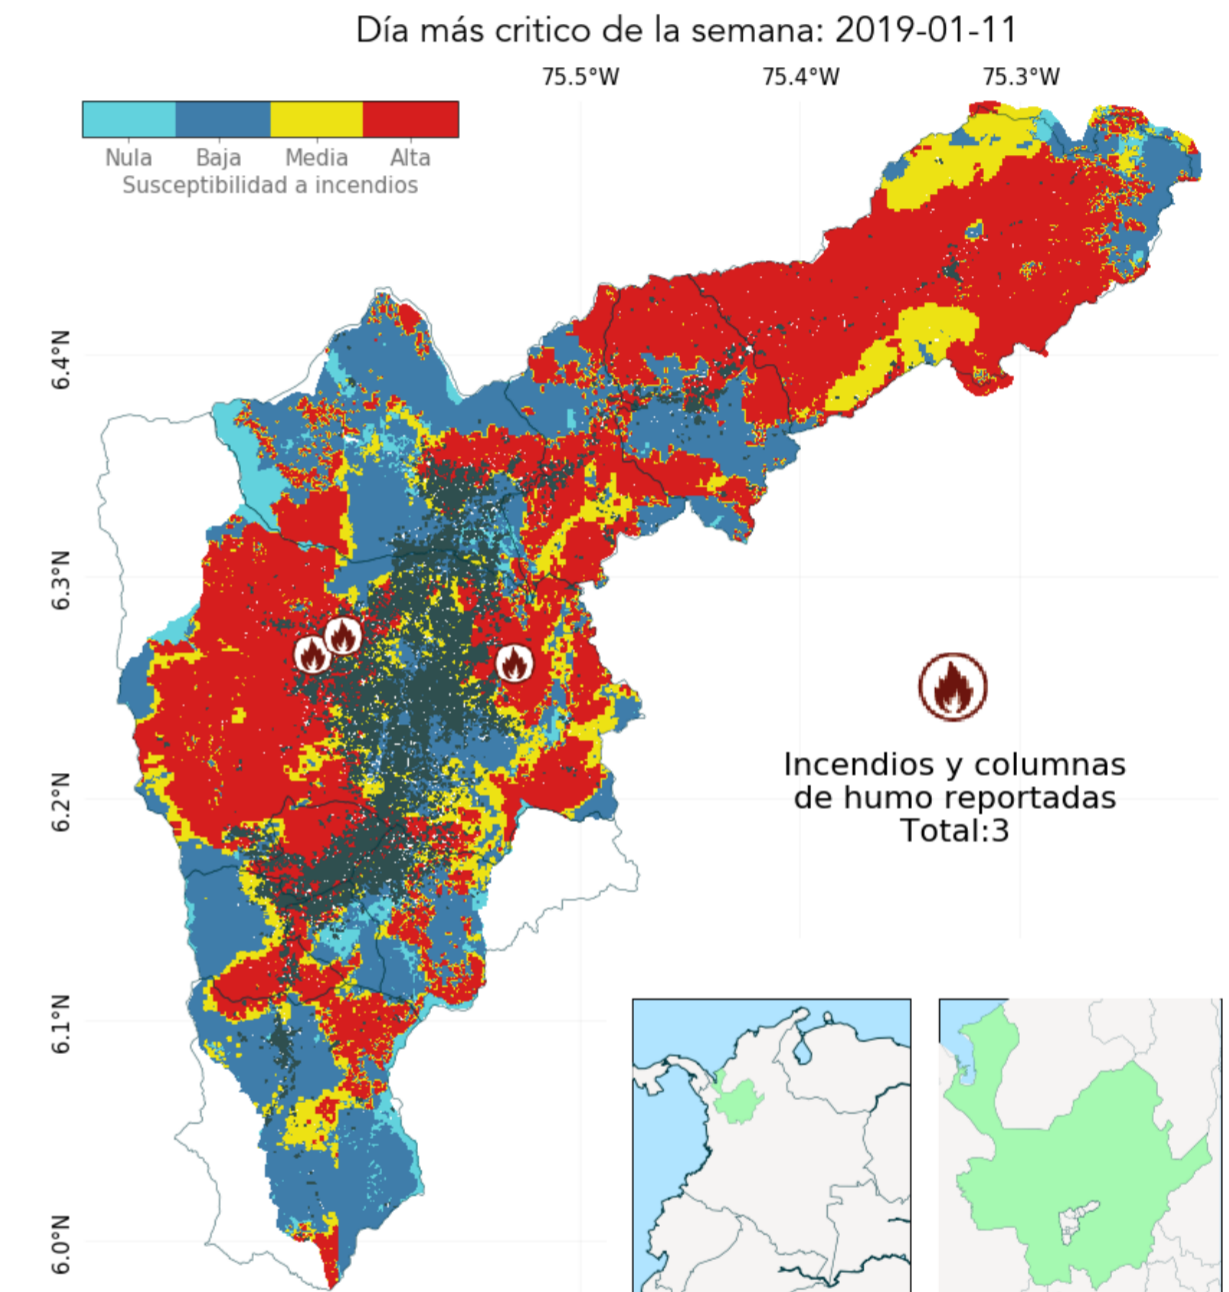 Día más critico de la semana: 2019-01-11
75.5°W 75.4°W 75.3°W
Nula Baja Media Alta
Susceptibilidad a incendios
6.4°N
6.3°N
6.2°N
6.1°N
6.0°N
Incendios y columnas
de humo reportadas
Total:3